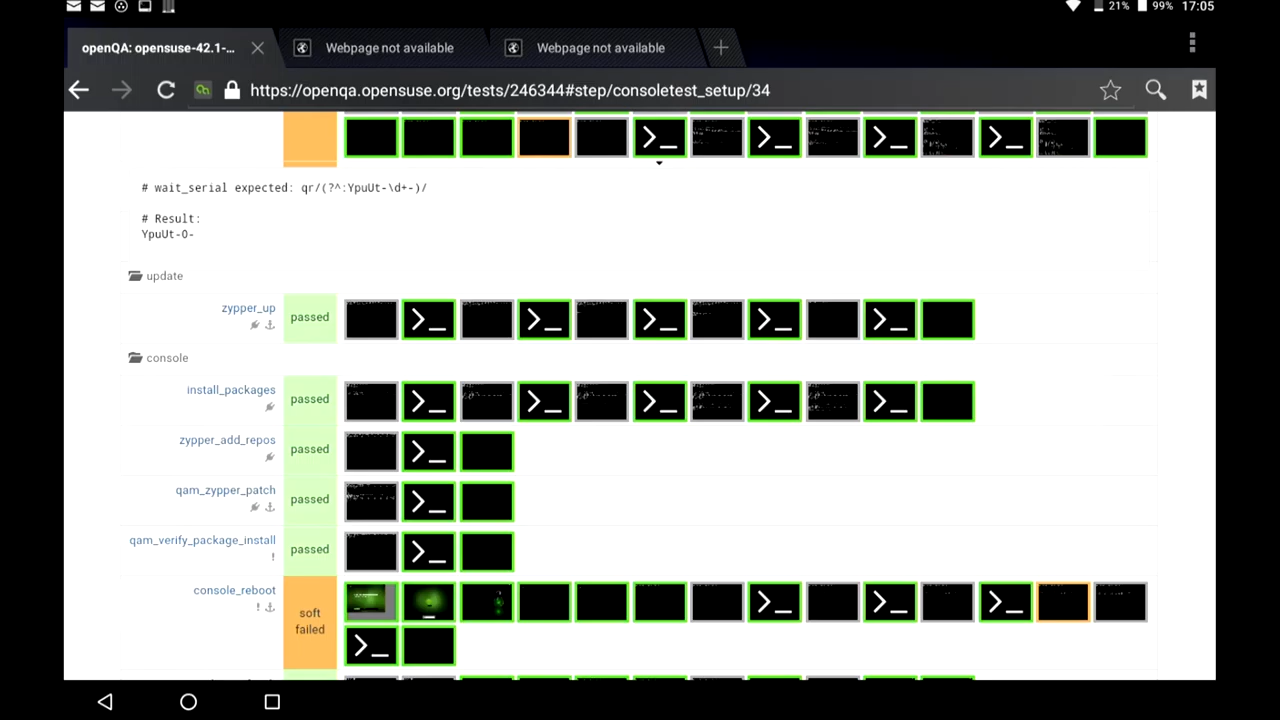 21% 99% 17:05
openQA: opensuse-42.1-... Webpage not available Webpage not available
https://openqa.opensuse.org/tests/246344#step/consoletest_setup/34
# wait_serial expected: qr/(?^:YpuUt-\d+-)/
# Result:
YpuUt-0-
update
zypper_up passed
console
install_packages passed
zypper_add_repos passed
qam_zypper_patch passed
qam_verify_package_install passed
!
console_reboot soft failed
!